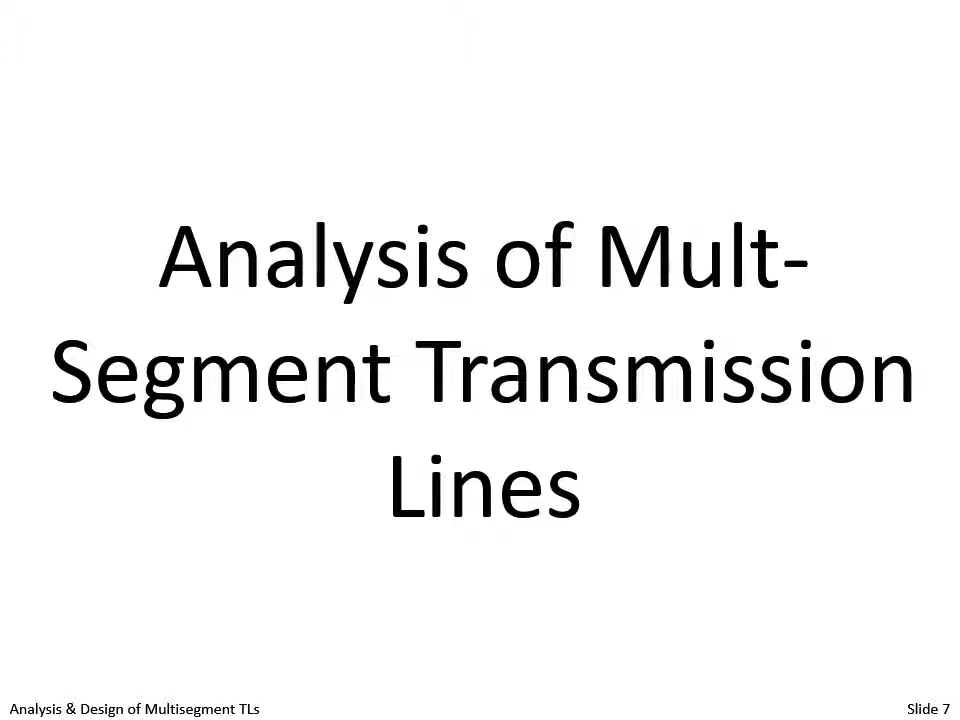 Analysis of Mult-
Segment Transmission
Lines
Analysis & Design of Multisegment TLs
Slide 7